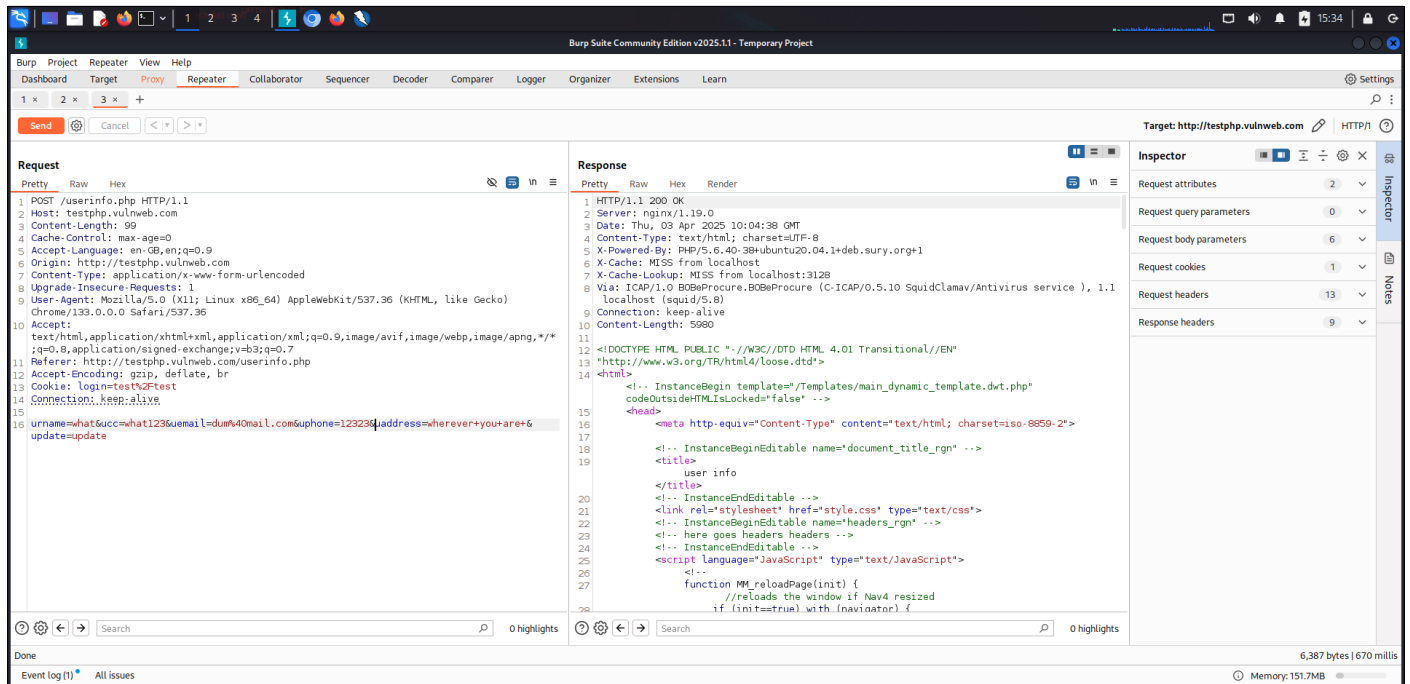 1 2 3 4
15:34
Burp Suite Community Edition v2025.1.1 - Temporary Project
Burp Project Repeater View Help
Dashboard Target Proxy Repeater Collaborator Sequencer Decoder Comparer Logger Organizer Extensions Learn
Settings
1 × 2 × 3 × +
Send Cancel < >
Target: http://testphp.vulnweb.com HTTP/1
Request
Pretty Raw Hex
\n
1 POST /userinfo.php HTTP/1.1
2 Host: testphp.vulnweb.com
3 Content-Length: 99
4 Cache-Control: max-age=0
5 Accept-Language: en-GB,en;q=0.9
6 Origin: http://testphp.vulnweb.com
7 Content-Type: application/x-www-form-urlencoded
8 Upgrade-Insecure-Requests: 1
9 User-Agent: Mozilla/5.0 (X11; Linux x86_64) AppleWebKit/537.36 (KHTML, like Gecko)
Chrome/133.0.0.0 Safari/537.36
10 Accept:
text/html,application/xhtml+xml,application/xml;q=0.9,image/avif,image/webp,image/apng,*/*
;q=0.8,application/signed-exchange;v=b3;q=0.7
11 Referer: http://testphp.vulnweb.com/userinfo.php
12 Accept-Encoding: gzip, deflate, br
13 Cookie: login=test%2Ftest
14 Connection: keep-alive
15
16 urname=what&ucc=what123&uemail=dum%40mail.com&uphone=12323&uaddress=wherever+you+are+&
update=update
Search
0 highlights
Response
Pretty Raw Hex Render
\n
1 HTTP/1.1 200 OK
2 Server: nginx/1.19.0
3 Date: Thu, 03 Apr 2025 10:04:38 GMT
4 Content-Type: text/html; charset=UTF-8
5 X-Powered-By: PHP/5.6.40-38+ubuntu20.04.1+deb.sury.org+1
6 X-Cache: MISS from localhost
7 X-Cache-Lookup: MISS from localhost:3128
8 Via: ICAP/1.0 BOBeProcure.BOBeProcure (C-ICAP/0.5.10 SquidClamav/Antivirus service ), 1.1
localhost (squid/5.8)
9 Connection: keep-alive
10 Content-Length: 5980
11
12 <!DOCTYPE HTML PUBLIC "-//W3C//DTD HTML 4.01 Transitional//EN"
13 "http://www.w3.org/TR/html4/loose.dtd">
14 <html>
<!-- InstanceBegin template="/Templates/main_dynamic_template.dwt.php"
codeOutsideHTMLIsLocked="false" -->
15 <head>
16 <meta http-equiv="Content-Type" content="text/html; charset=iso-8859-2">
17
18 <!-- InstanceBeginEditable name="document_title_rgn" -->
19 <title>
user info
</title>
20 <!-- InstanceEndEditable -->
21 <link rel="stylesheet" href="style.css" type="text/css">
22 <!-- InstanceBeginEditable name="headers_rgn" -->
23 <!-- here goes headers headers -->
24 <!-- InstanceEndEditable -->
25 <script language="JavaScript" type="text/JavaScript">
26 <!--
27 function MM_reloadPage(init) {
//reloads the window if Nav4 resized
28 if (init==true) with (navigator) {
Search
0 highlights
Inspector
Request attributes 2
Request query parameters 0
Request body parameters 6
Request cookies 1
Request headers 13
Response headers 9
Inspector
Notes
Done
6,387 bytes | 670 millis
Event log (1) All issues
Memory: 151.7MB